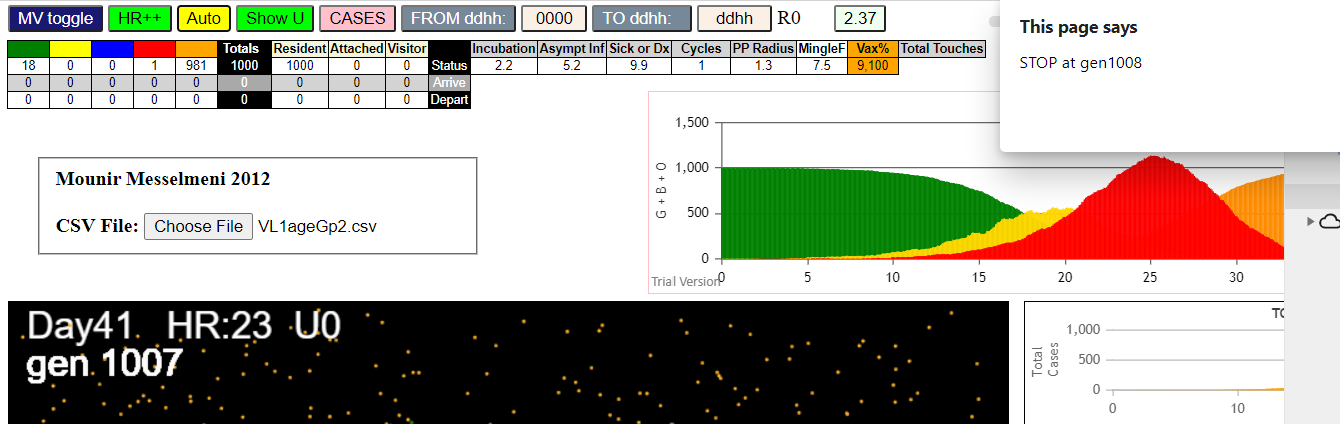 MV toggle HR++ Auto Show U CASES FROM ddhh: 0000 TO ddhh: ddhh R0 2.37
This page says
STOP at gen1008
Totals Resident Attached Visitor Incubation Asympt Inf Sick or Dx Cycles PP Radius MingleF Vax% Total Touches
18 0 0 1 981 1000 1000 0 0 Status 2.2 5.2 9.9 1 1.3 7.5 9,100
0 0 0 0 0 0 0 0 0 Arrive
0 0 0 0 0 0 0 0 0 Depart
Mounir Messelmeni 2012
CSV File: Choose File VL1ageGp2.csv
G + B + O
1,500
1,000
500
0
0 5 10 15 20 25 30
Trial Version
Day41 HR:23 U0
gen 1007
Total
Cases
1,000
500
0
0 10